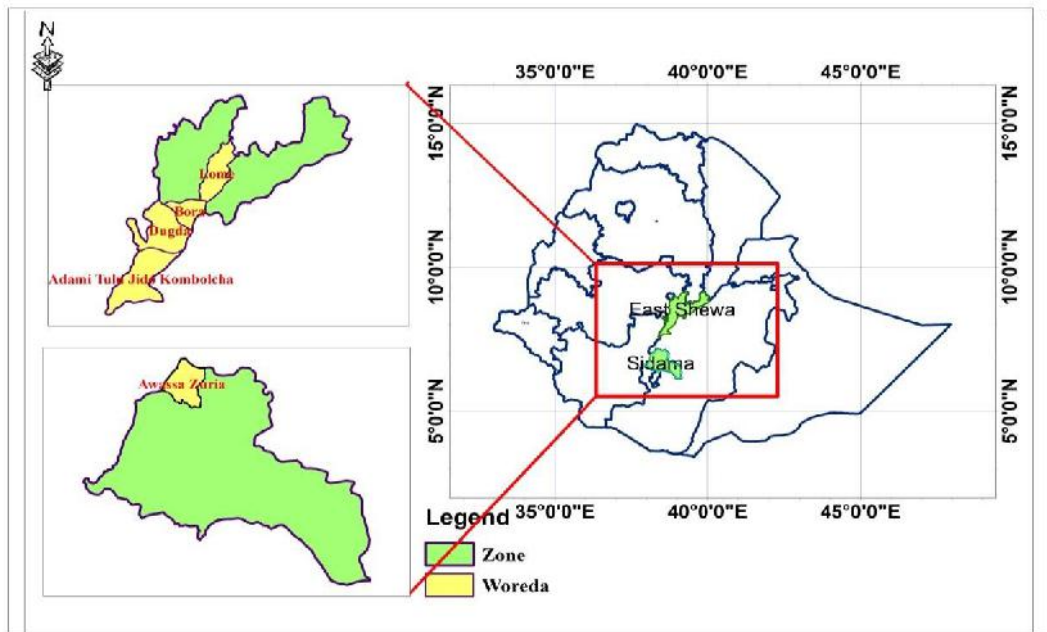 N
35°0'0"E 40°0'0"E 45°0'0"E
15°0'0"N
15°0'0"N
Lome
Bora
Dugda
Adami Tulu Jido Kombolcha
10°0'0"N
10°0'0"N
East Shewa
Sidama
Awassa Zuria
5°0'0"N
5°0'0"N
35°0'0"E 40°0'0"E 45°0'0"E
Legend
Zone
Woreda